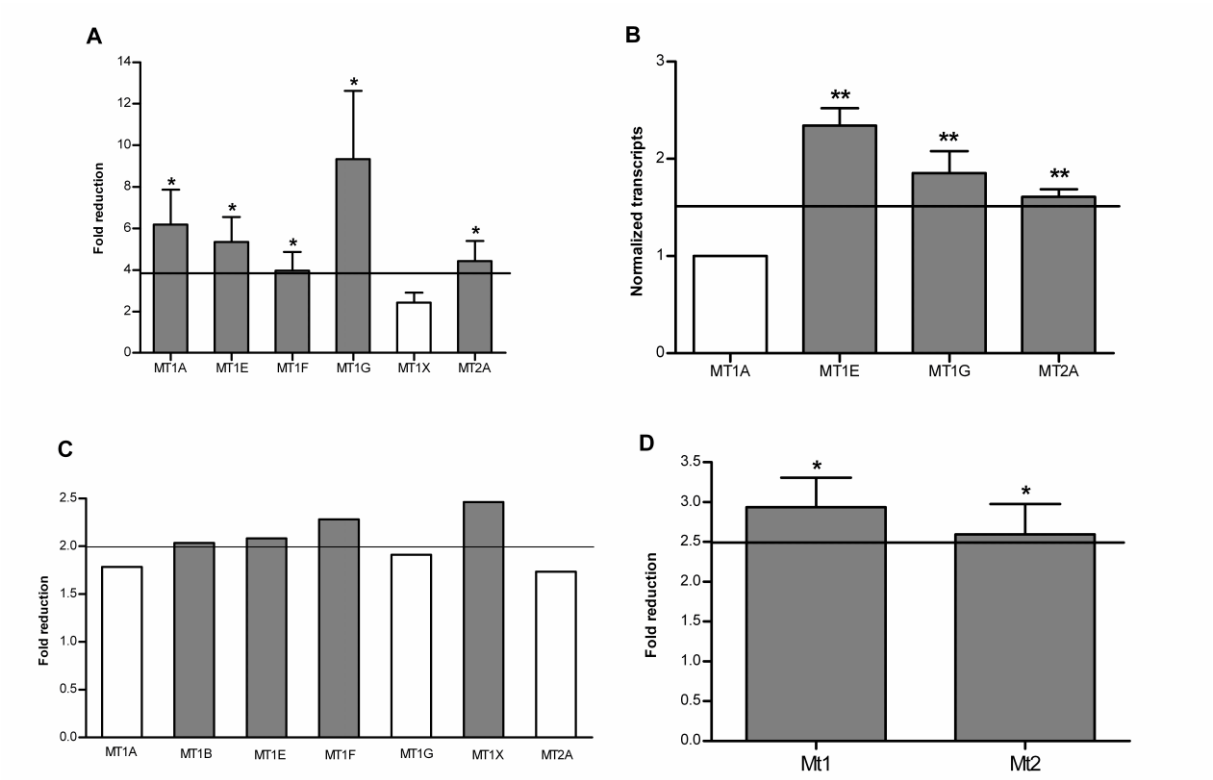 A
Fold reduction
14
12
10
8
6
4
2
0
* * * * *
MT1A MT1E MT1F MT1G MT1X MT2A
B
Normalized transcripts
3
2
1
0
** ** **
MT1A MT1E MT1G MT2A
C
Fold reduction
2.5
2.0
1.5
1.0
0.5
0.0
MT1A MT1B MT1E MT1F MT1G MT1X MT2A
D
Fold reduction
3.5
3.0
2.5
2.0
1.5
1.0
0.5
0.0
* *
Mt1 Mt2